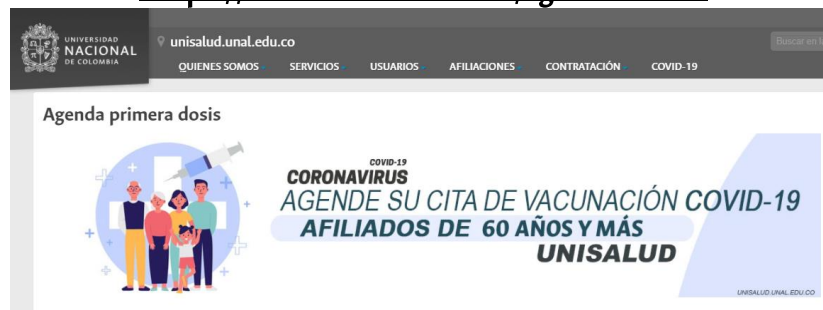 UNIVERSIDAD
NACIONAL
DE COLOMBIA
unisalud.unal.edu.co
Buscar en
QUIENES SOMOS
SERVICIOS
USUARIOS
AFILIACIONES
CONTRATACIÓN
COVID-19
Agenda primera dosis
COVID-19
CORONAVIRUS
AGENDE SU CITA DE VACUNACIÓN COVID-19
AFILIADOS DE 60 AÑOS Y MÁS
UNISALUD
UNISALUD.UNAL.EDU.CO